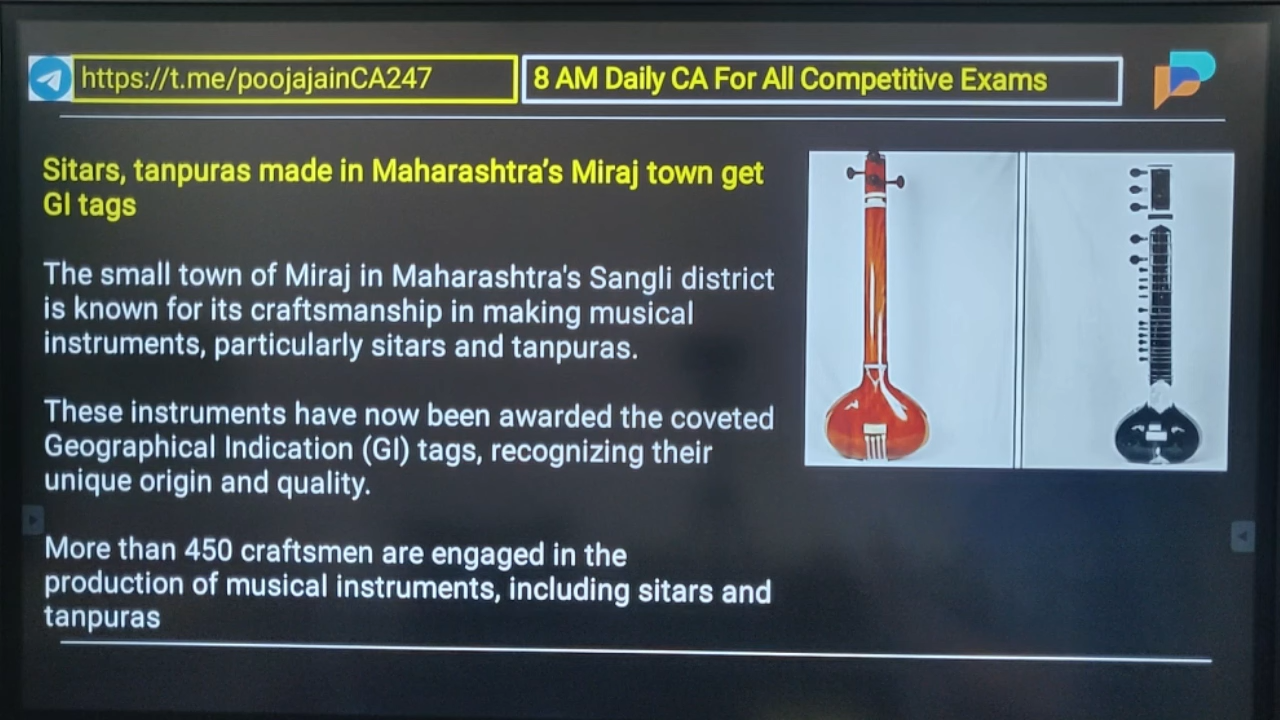 https://t.me/poojajainCA247
8 AM Daily CA For All Competitive Exams
Sitars, tanpuras made in Maharashtra’s Miraj town get
GI tags
The small town of Miraj in Maharashtra's Sangli district
is known for its craftsmanship in making musical
instruments, particularly sitars and tanpuras.
These instruments have now been awarded the coveted
Geographical Indication (GI) tags, recognizing their
unique origin and quality.
More than 450 craftsmen are engaged in the
production of musical instruments, including sitars and
tanpuras